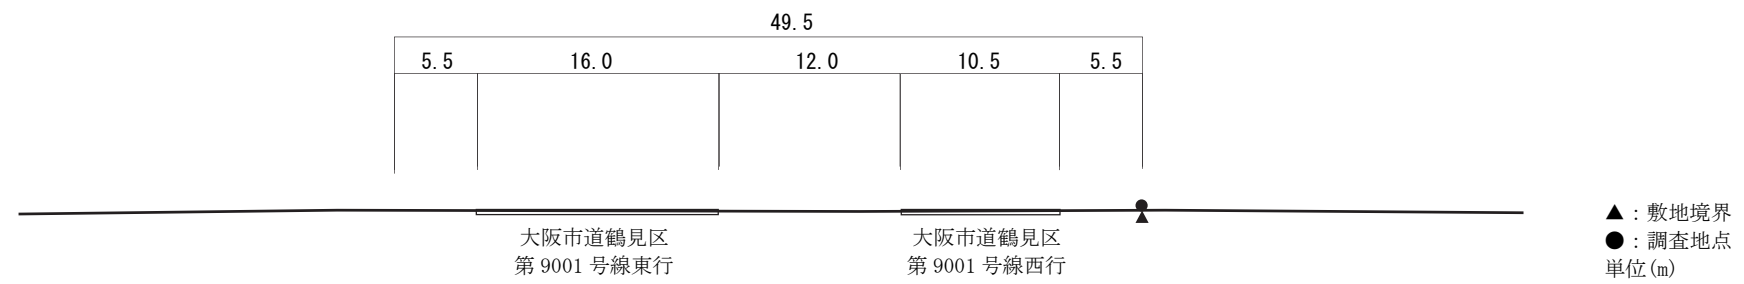 49.5
5.5 16.0 12.0 10.5 5.5
大阪市道鶴見区
第 9001 号線東行
大阪市道鶴見区
第 9001 号線西行
▲：敷地境界
●：調査地点
単位(m)